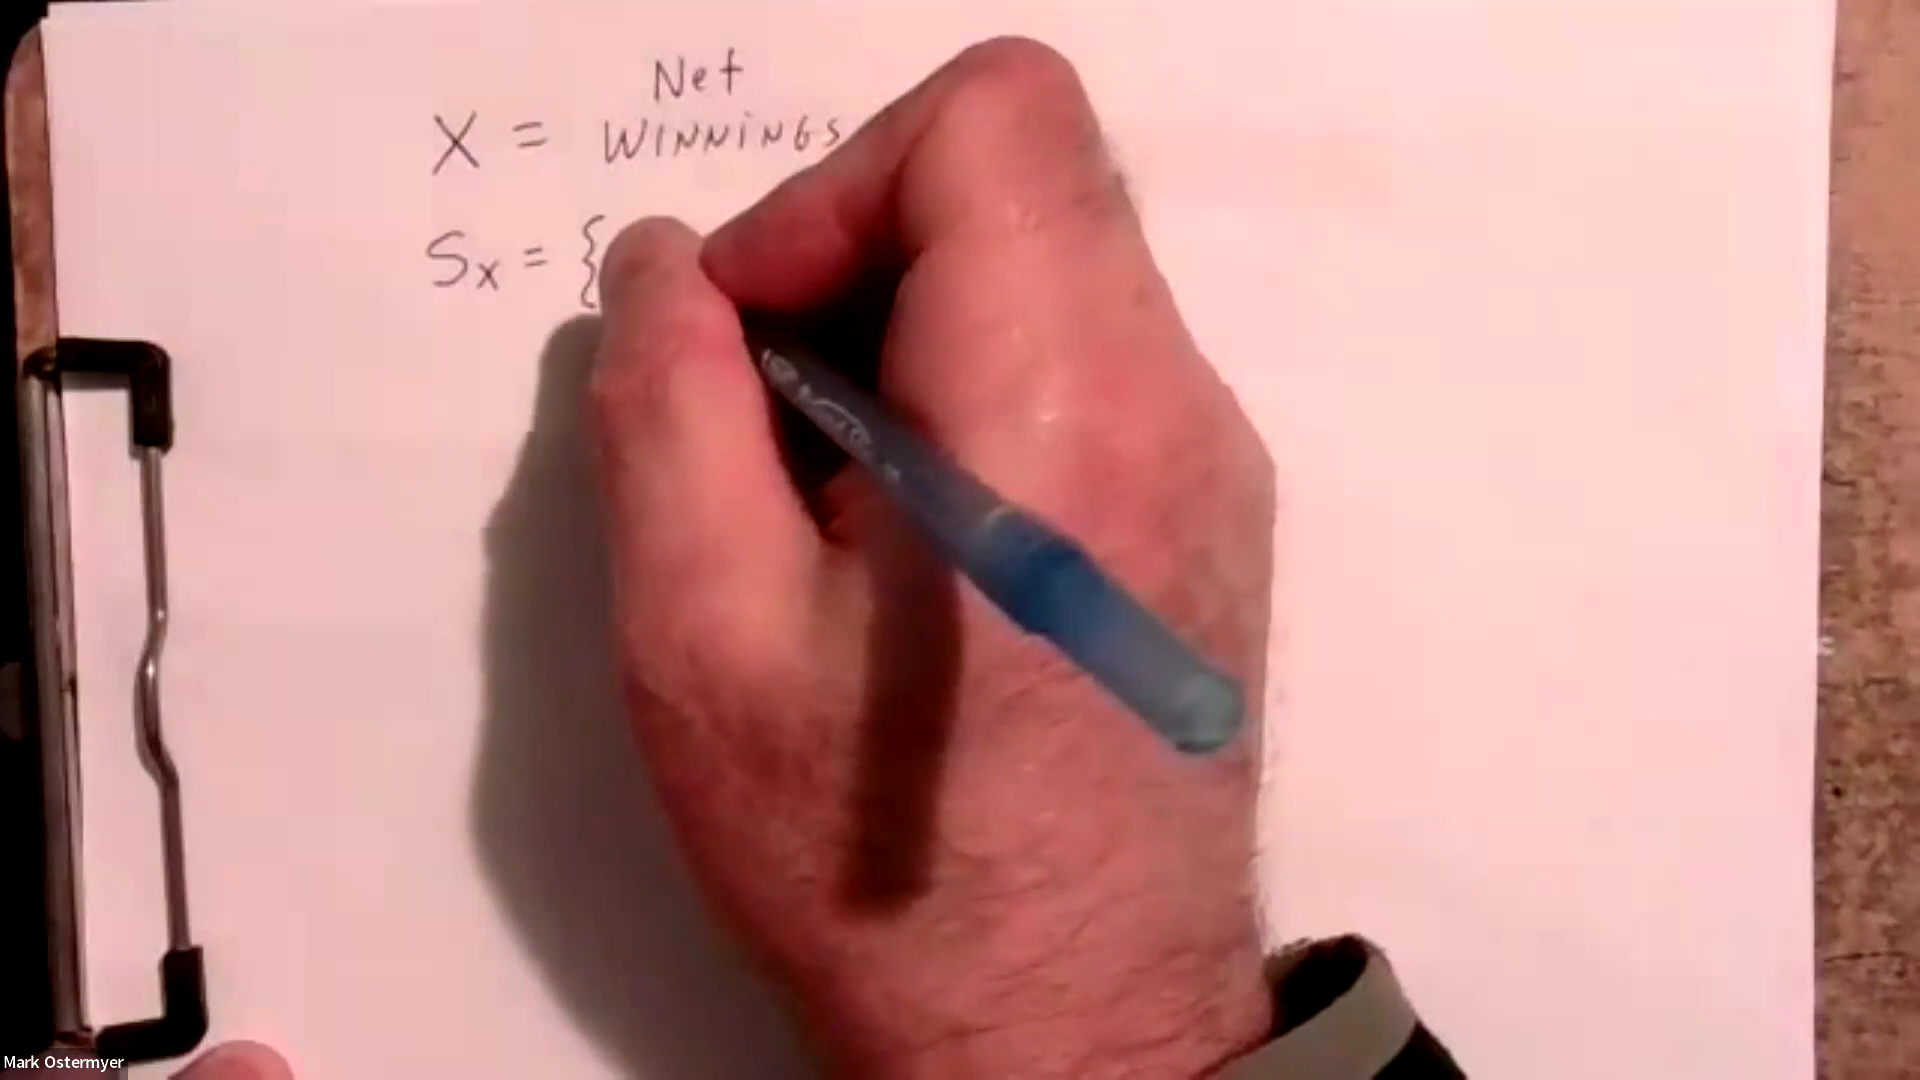 Net
X = WINNINGS
Sx = {
Mark Ostermyer